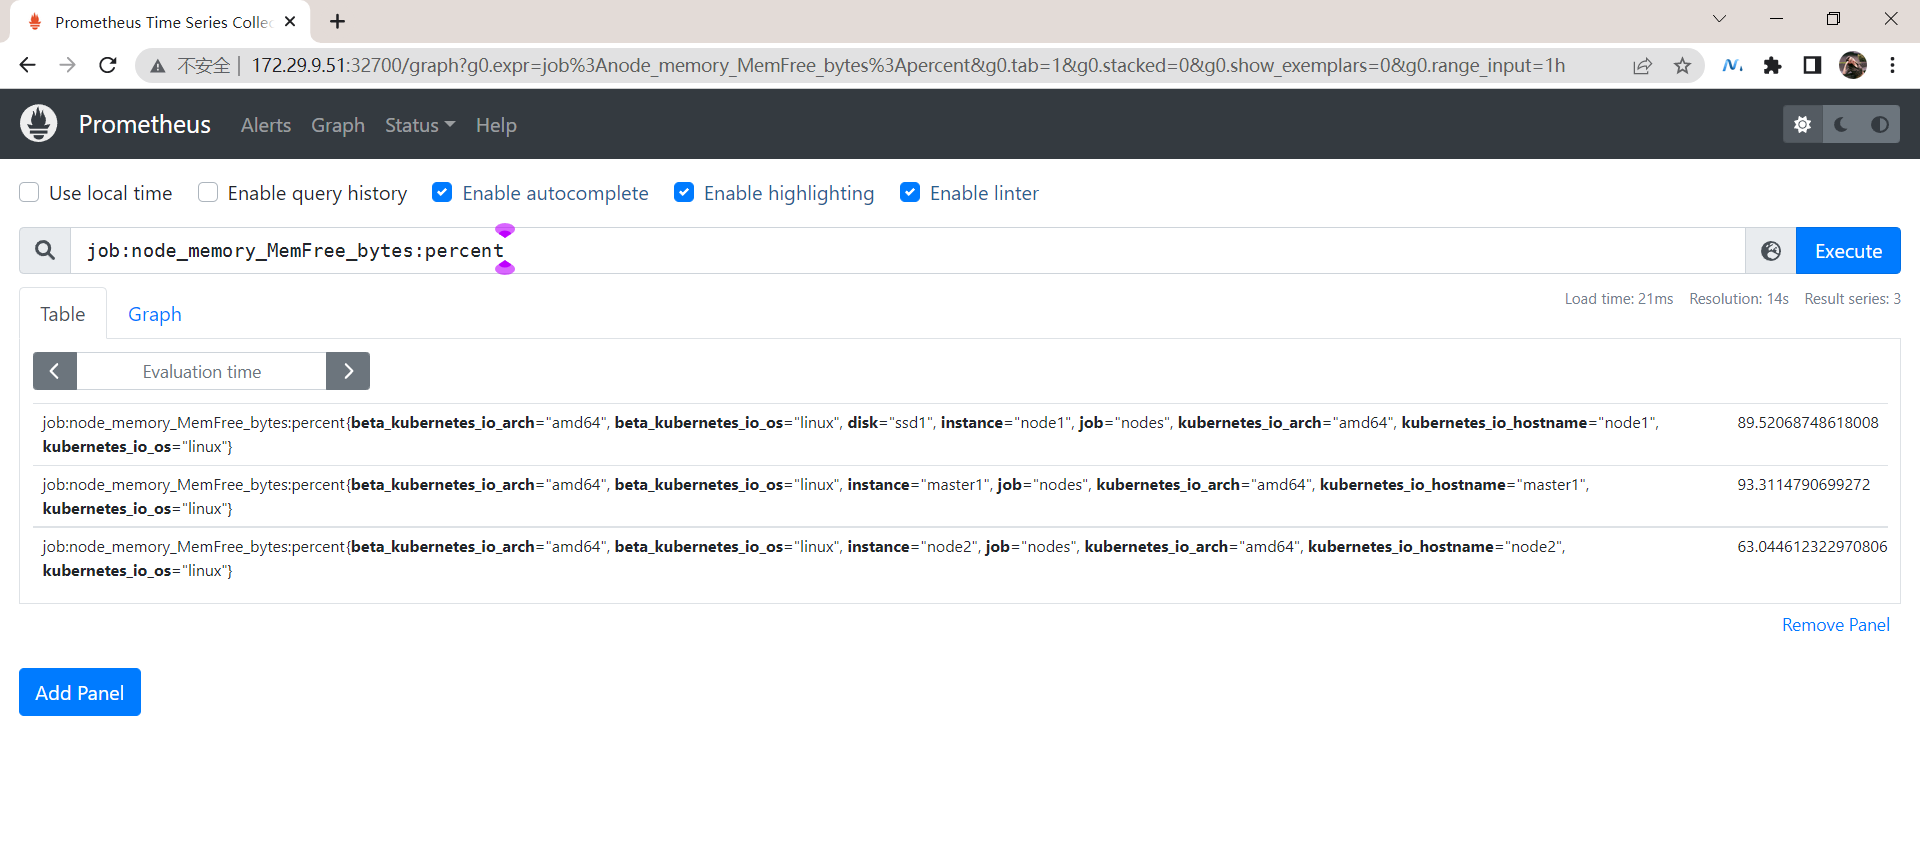 Prometheus Time Series Collec
不安全 | 172.29.9.51:32700/graph?g0.expr=job%3Anode_memory_MemFree_bytes%3Apercent&g0.tab=1&g0.stacked=0&g0.show_exemplars=0&g0.range_input=1h
Prometheus Alerts Graph Status Help
Use local time Enable query history Enable autocomplete Enable highlighting Enable linter
job:node_memory_MemFree_bytes:percent Execute
Table Graph Load time: 21ms Resolution: 14s Result series: 3
Evaluation time
job:node_memory_MemFree_bytes:percent{beta_kubernetes_io_arch="amd64", beta_kubernetes_io_os="linux", disk="ssd1", instance="node1", job="nodes", kubernetes_io_arch="amd64", kubernetes_io_hostname="node1", 89.52068748618008
kubernetes_io_os="linux"}
job:node_memory_MemFree_bytes:percent{beta_kubernetes_io_arch="amd64", beta_kubernetes_io_os="linux", instance="master1", job="nodes", kubernetes_io_arch="amd64", kubernetes_io_hostname="master1", 93.3114790699272
kubernetes_io_os="linux"}
job:node_memory_MemFree_bytes:percent{beta_kubernetes_io_arch="amd64", beta_kubernetes_io_os="linux", instance="node2", job="nodes", kubernetes_io_arch="amd64", kubernetes_io_hostname="node2", 63.044612322970806
kubernetes_io_os="linux"}
Remove Panel
Add Panel